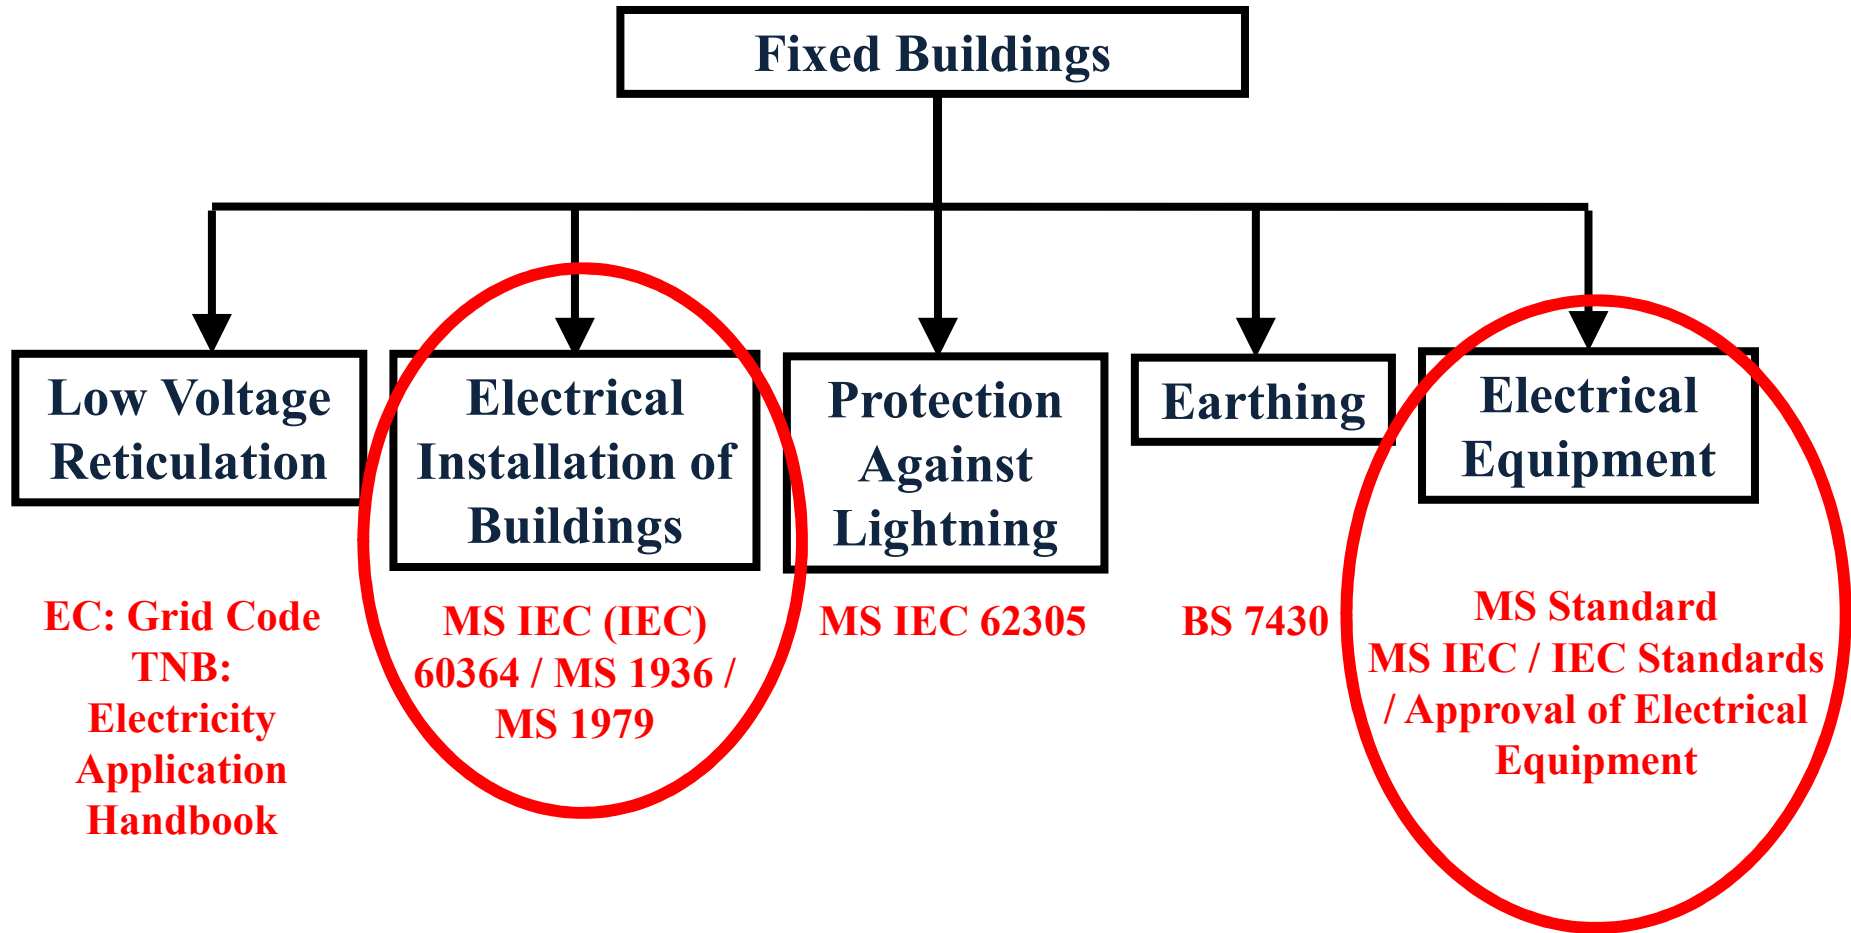 Fixed Buildings
Low Voltage
Reticulation
Electrical
Installation of
Buildings
Protection
Against
Lightning
Earthing
Electrical
Equipment
EC: Grid Code
TNB:
Electricity
Application
Handbook
MS IEC (IEC)
60364 / MS 1936 /
MS 1979
MS IEC 62305
BS 7430
MS Standard
MS IEC / IEC Standards
/ Approval of Electrical
Equipment